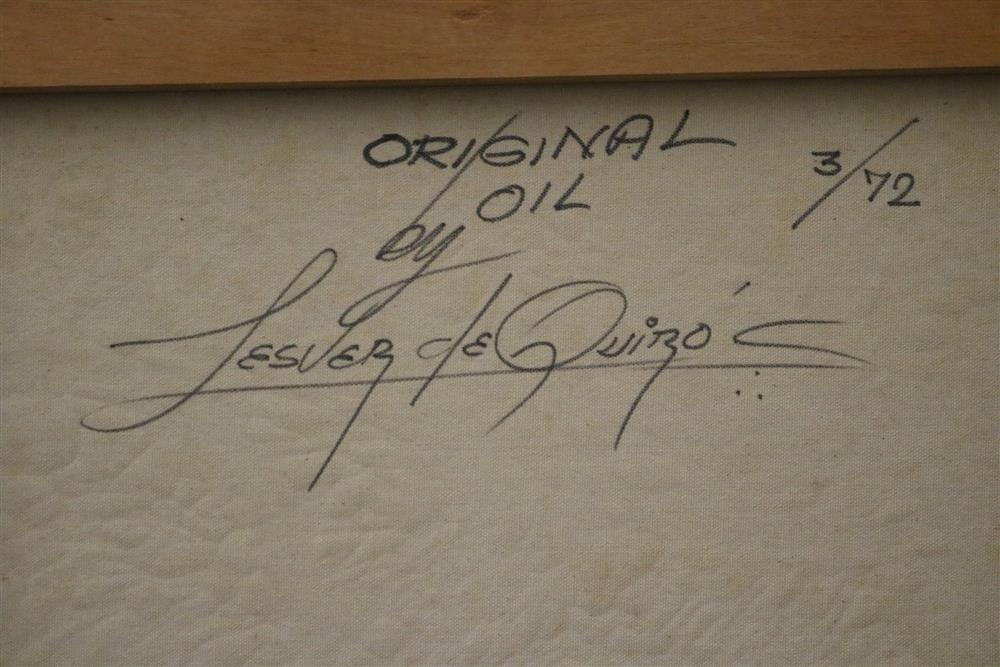 ORIGINAL 3/72
OIL
by
Lesver de Quirós